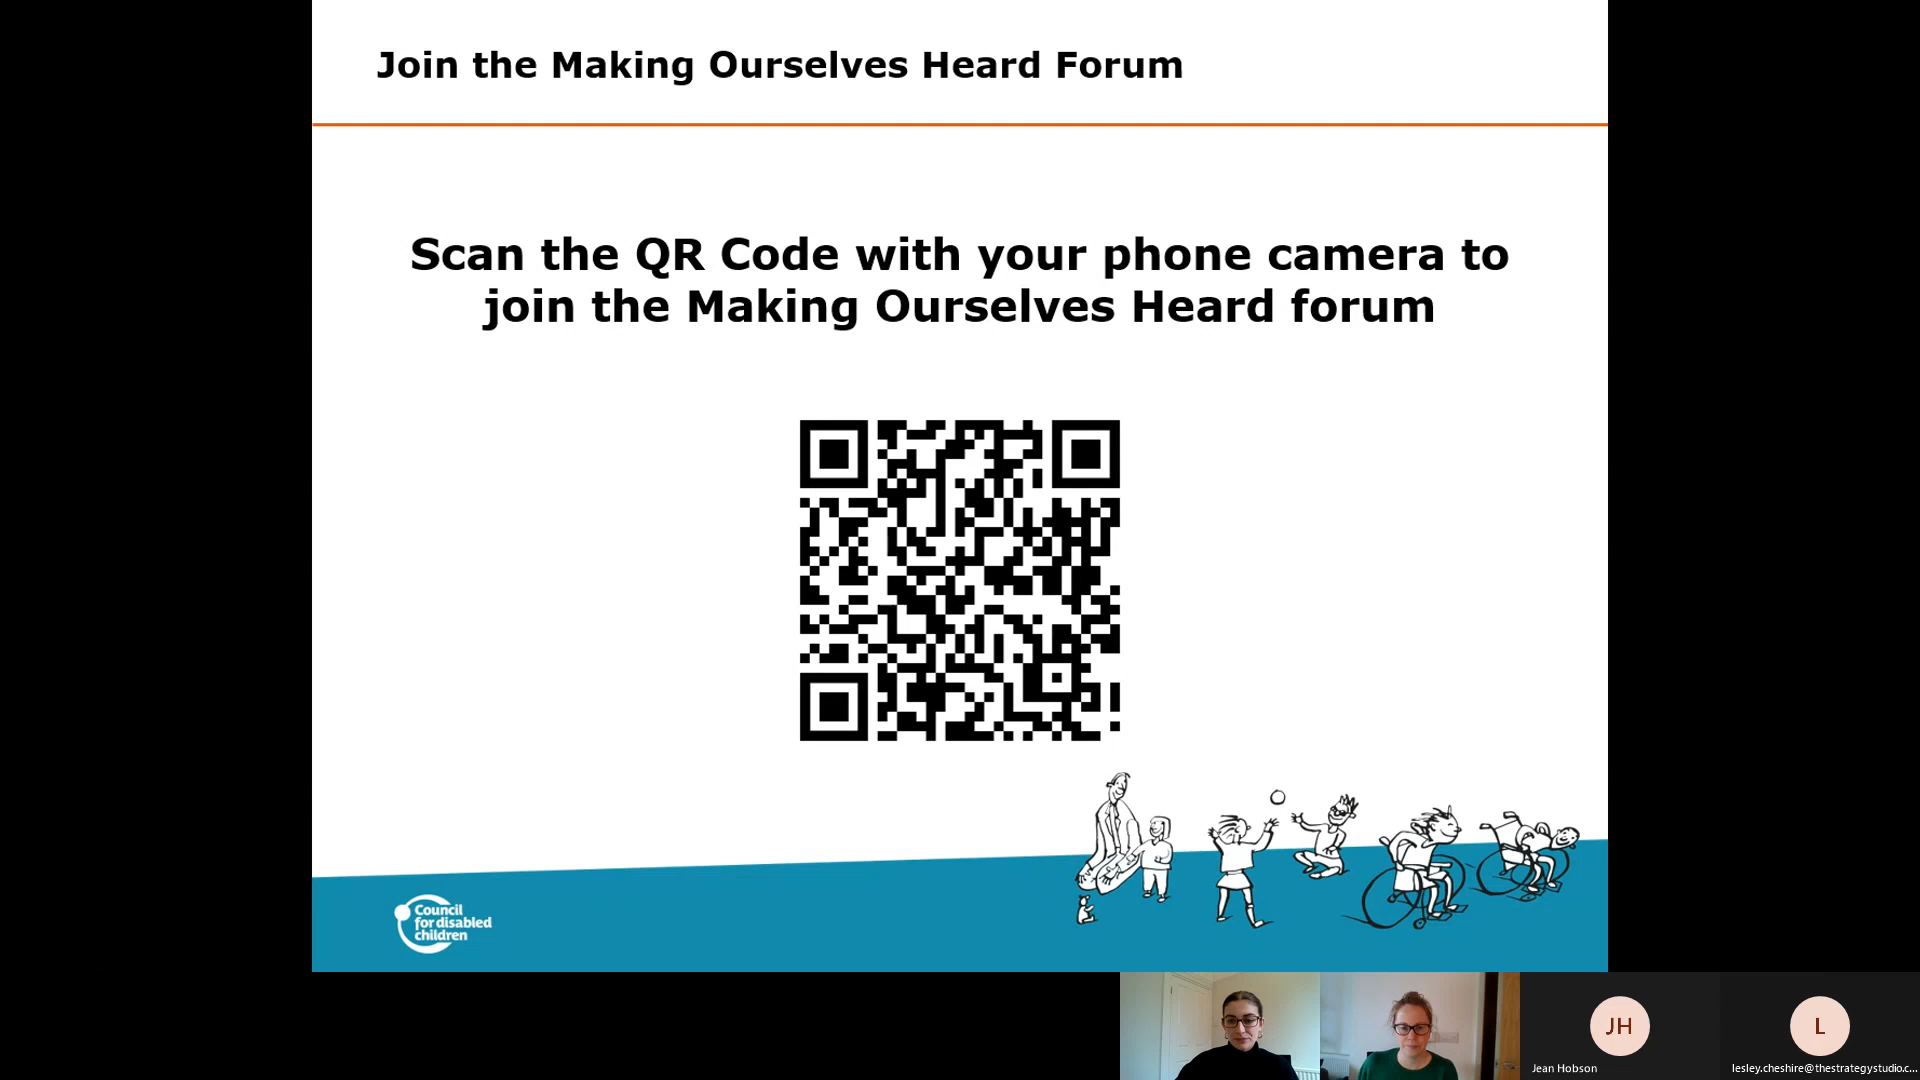 Join the Making Ourselves Heard Forum
Scan the QR Code with your phone camera to
join the Making Ourselves Heard forum
Council
for disabled
children
JH
L
Jean Hobson
lesley.cheshire@thestrategystudio.c...